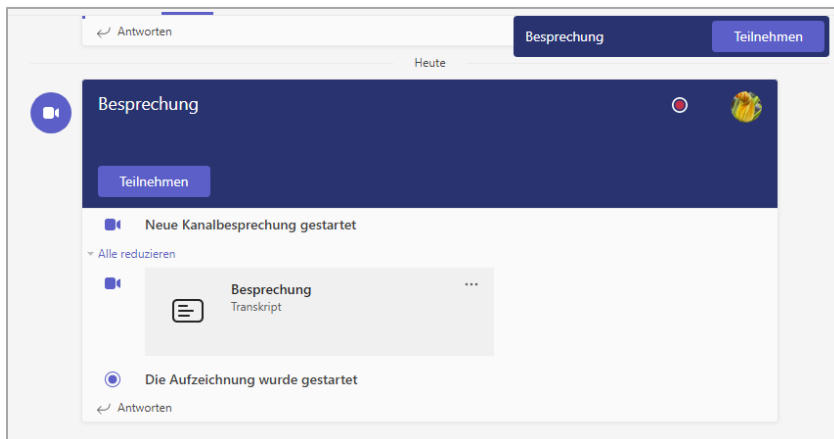 Antworten
Besprechung
Teilnehmen
Heute
Besprechung
Teilnehmen
Neue Kanalbesprechung gestartet
Alle reduzieren
Besprechung
Transkript
Die Aufzeichnung wurde gestartet
Antworten